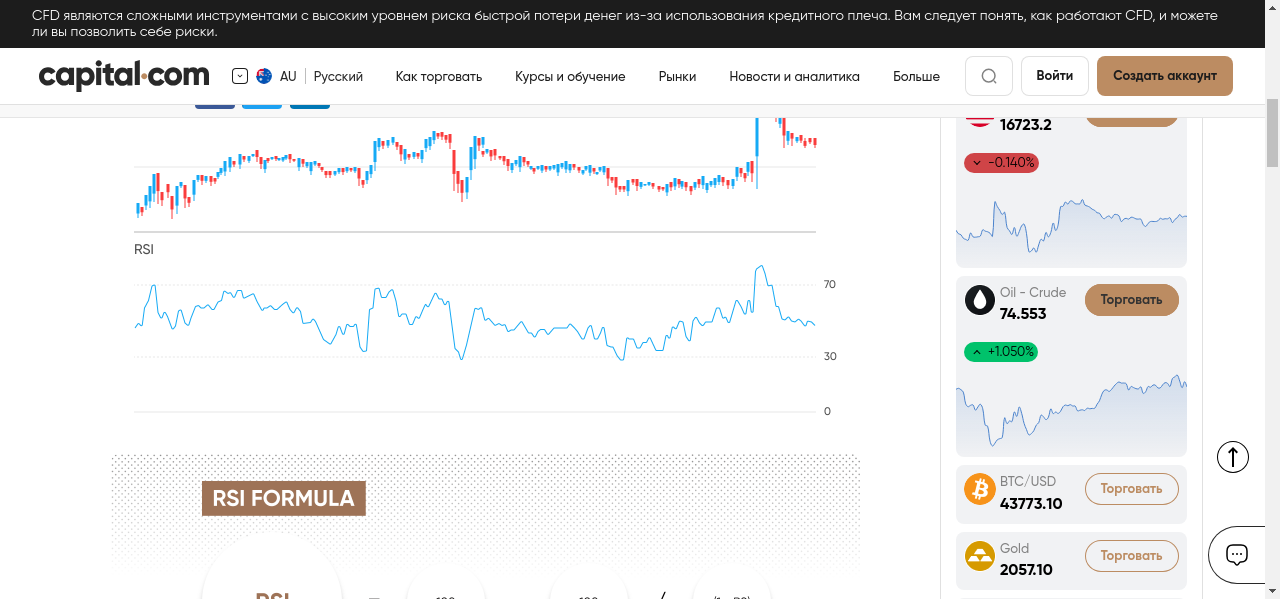 CFD являются сложными инструментами с высоким уровнем риска быстрой потери денег из-за использования кредитного плеча. Вам следует понять, как работают CFD, и можете
ли вы позволить себе риски.
capital.com
AU
Русский
Как торговать
Курсы и обучение
Рынки
Новости и аналитика
Больше
Войти
Создать аккаунт
16723.2
-0.140%
RSI
70
30
0
Oil - Crude
74.553
Торговать
+1.050%
RSI FORMULA
BTC/USD
43773.10
Торговать
Gold
2057.10
Торговать